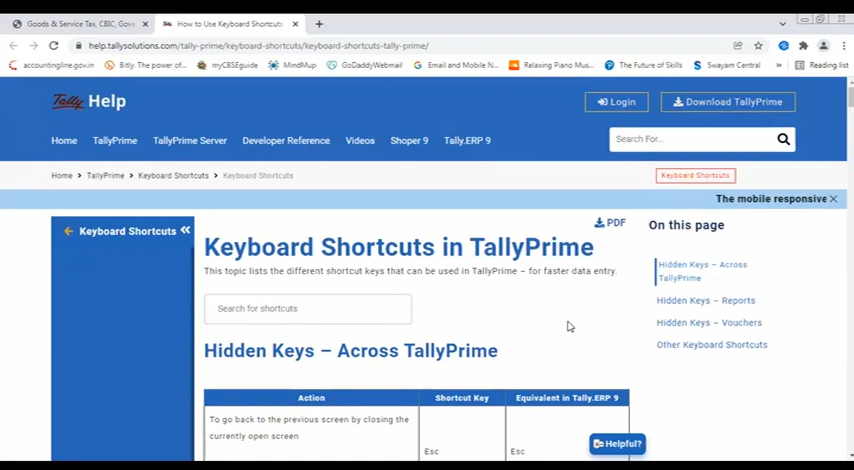 Goods & Service Tax, CBIC, Gove
How to Use Keyboard Shortcuts
help.tallysolutions.com/tally-prime/keyboard-shortcuts/keyboard-shortcuts-tally-prime/
accountingline.gov.in
Bitly. The power of...
myCBSEguide
MindMup
GoDaddyWebmail
Email and Mobile N...
Relaxing Piano Mus...
The Future of Skills
Swayam Central
»
Reading list
Tally Help
Login
Download TallyPrime
Home
TallyPrime
TallyPrime Server
Developer Reference
Videos
Shoper 9
Tally.ERP 9
Search For...
Home > TallyPrime > Keyboard Shortcuts > Keyboard Shortcuts
Keyboard Shortcuts
The mobile responsive
Keyboard Shortcuts
PDF
Keyboard Shortcuts in TallyPrime
This topic lists the different shortcut keys that can be used in TallyPrime – for faster data entry.
Search for shortcuts
Hidden Keys – Across TallyPrime
Action
Shortcut Key
Equivalent in Tally.ERP 9
To go back to the previous screen by closing the
currently open screen
Esc
Esc
On this page
Hidden Keys – Across
TallyPrime
Hidden Keys – Reports
Hidden Keys – Vouchers
Other Keyboard Shortcuts
Helpful?